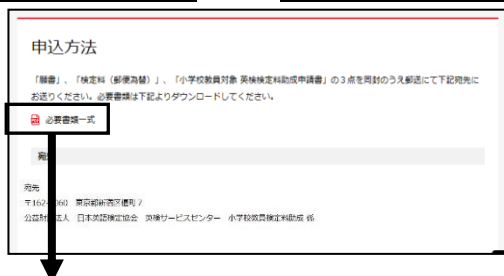 申込方法
「願書」、「検定料（郵便為替）」、「小学校教員対象 英検検定料助成申請書」の３点を同封のうえ郵送にて下記宛先に
お送りください。必要書類は下記よりダウンロードしてください。
必要書類一式
宛先
宛先
〒162- 060 東京都新宿区榎町７
公益財 法人 日本英語検定協会 英検サービスセンター 小学校教員検定料助成 係